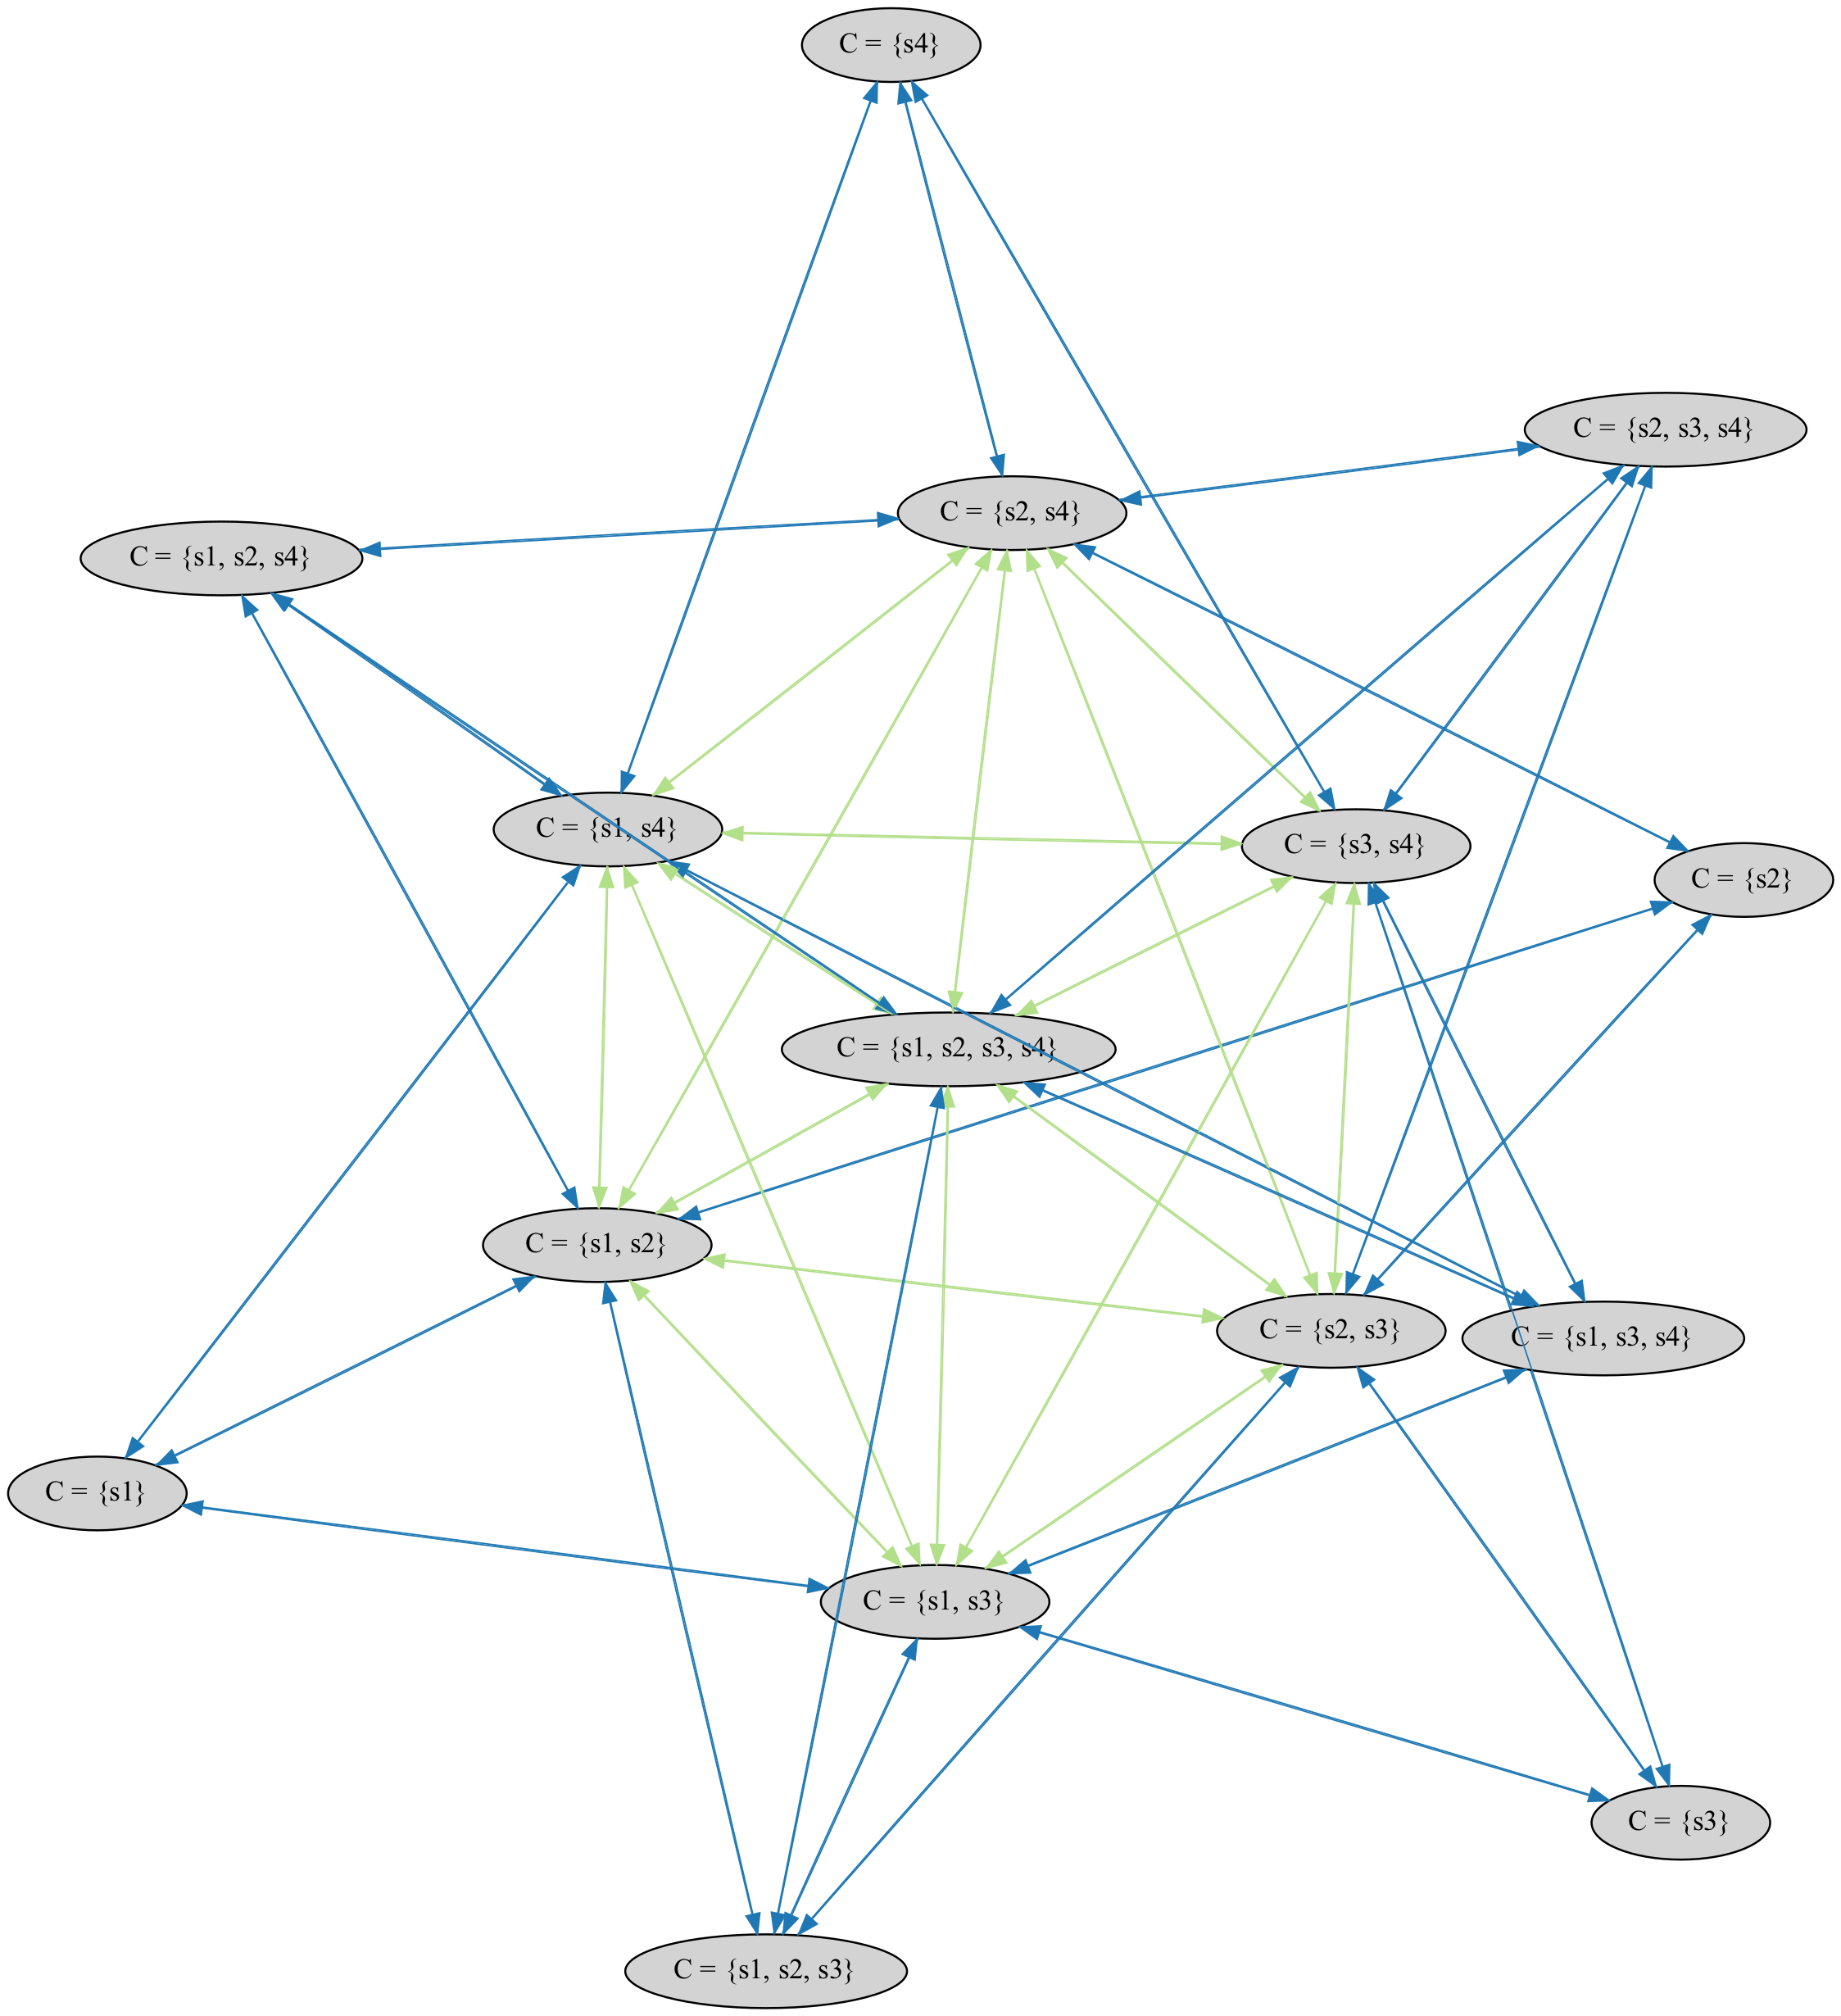 C = {s4}
C = {s2, s3, s4}
C = {s2, s4}
C = {s1, s2, s4}
C = {s1, s4}
C = {s3, s4}
C = {s2}
C = {s1, s2, s3, s4}
C = {s1, s2}
C = {s2, s3}
C = {s1, s3, s4}
C = {s1}
C = {s1, s3}
C = {s3}
C = {s1, s2, s3}